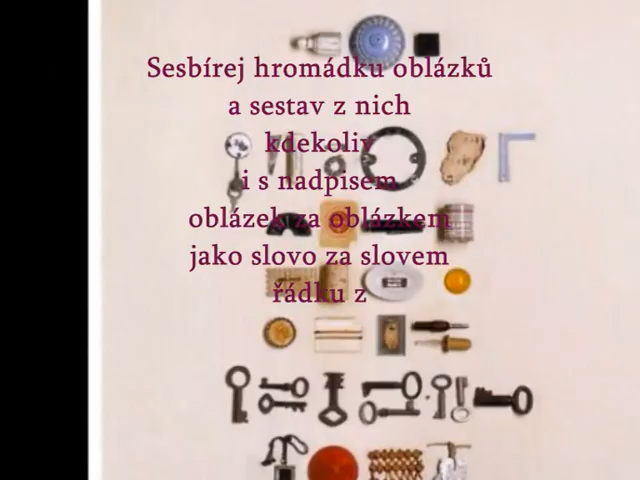 Sesbírej hromádku oblázků
a sestav z nich
kdekoliv
i s nadpisem
oblázek za oblázkem
jako slovo za slovem
řádku z